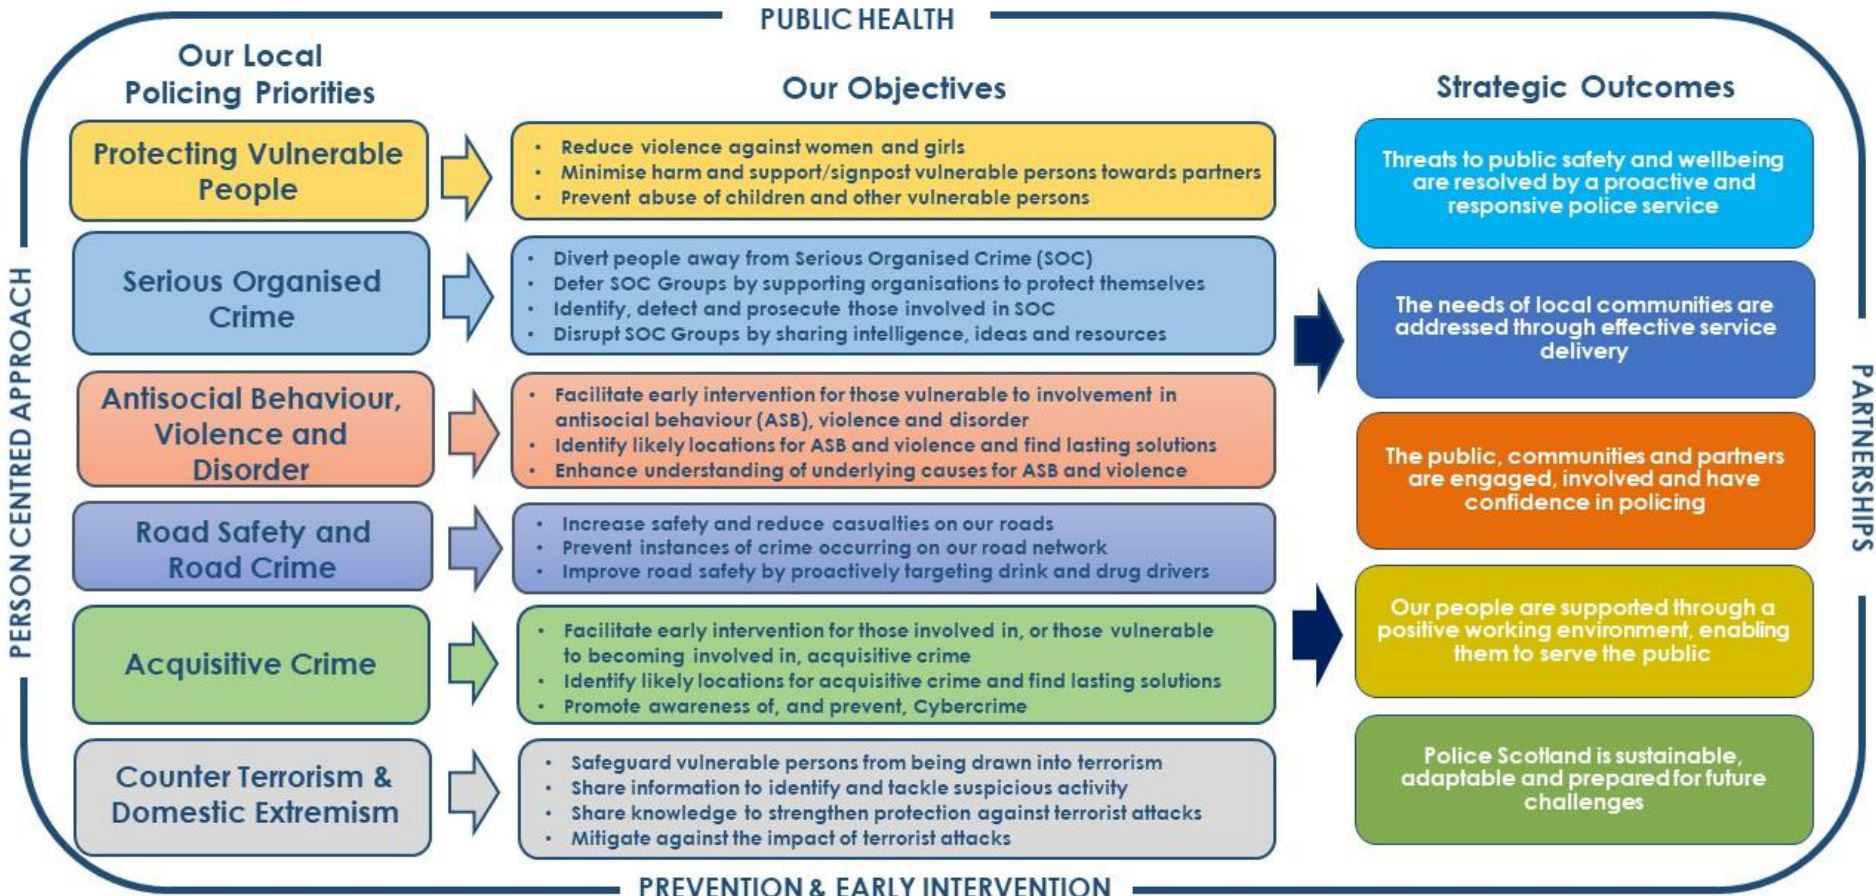 PUBLIC HEALTH
Our Local
Policing Priorities
Our Objectives
Strategic Outcomes
Protecting Vulnerable
People
• Reduce violence against women and girls
• Minimise harm and support/signpost vulnerable persons towards partners
• Prevent abuse of children and other vulnerable persons
Serious Organised
Crime
• Divert people away from Serious Organised Crime (SOC)
• Deter SOC Groups by supporting organisations to protect themselves
• Identify, detect and prosecute those involved in SOC
• Disrupt SOC Groups by sharing intelligence, ideas and resources
Antisocial Behaviour,
Violence and
Disorder
• Facilitate early intervention for those vulnerable to involvement in
antisocial behaviour (ASB), violence and disorder
• Identify likely locations for ASB and violence and find lasting solutions
• Enhance understanding of underlying causes for ASB and violence
Road Safety and
Road Crime
• Increase safety and reduce casualties on our roads
• Prevent instances of crime occurring on our road network
• Improve road safety by proactively targeting drink and drug drivers
Acquisitive Crime
• Facilitate early intervention for those involved in, or those vulnerable
to becoming involved in, acquisitive crime
• Identify likely locations for acquisitive crime and find lasting solutions
• Promote awareness of, and prevent, Cybercrime
Counter Terrorism &
Domestic Extremism
• Safeguard vulnerable persons from being drawn into terrorism
• Share information to identify and tackle suspicious activity
• Share knowledge to strengthen protection against terrorist attacks
• Mitigate against the impact of terrorist attacks
Threats to public safety and wellbeing
are resolved by a proactive and
responsive police service
The needs of local communities are
addressed through effective service
delivery
The public, communities and partners
are engaged, involved and have
confidence in policing
Our people are supported through a
positive working environment, enabling
them to serve the public
Police Scotland is sustainable,
adaptable and prepared for future
challenges
PERSON CENTRED APPROACH
PARTNERSHIPS
PREVENTION & EARLY INTERVENTION